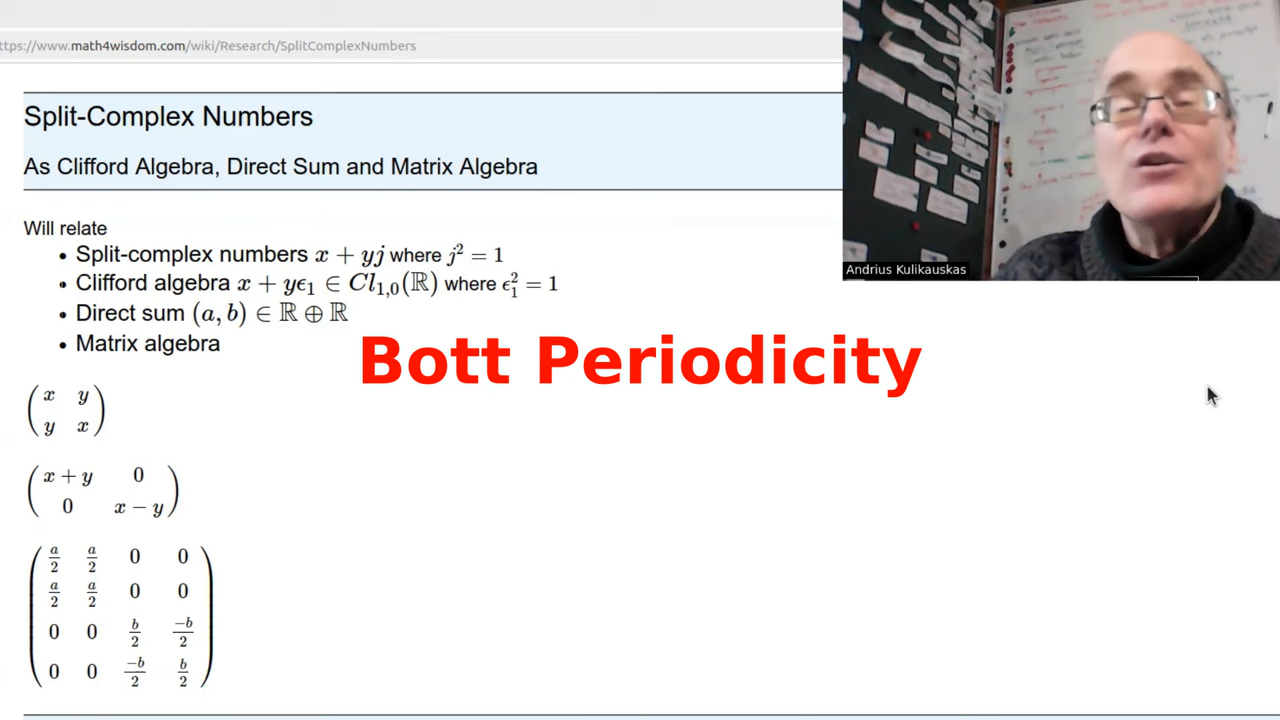 ttps://www.math4wisdom.com/wiki/Research/SplitComplexNumbers
Split-Complex Numbers
As Clifford Algebra, Direct Sum and Matrix Algebra
Will relate
• Split-complex numbers x + yj where j² = 1
• Clifford algebra x + yϵ₁ ∈ Cl₁,₀(ℝ) where ϵ₁² = 1
• Direct sum (a, b) ∈ ℝ ⊕ ℝ
• Matrix algebra
Bott Periodicity
x y
y x
x + y 0
0 x − y
a/2 a/2 0 0
a/2 a/2 0 0
0 0 b/2 −b/2
0 0 −b/2 b/2
Andrius Kulikauskas